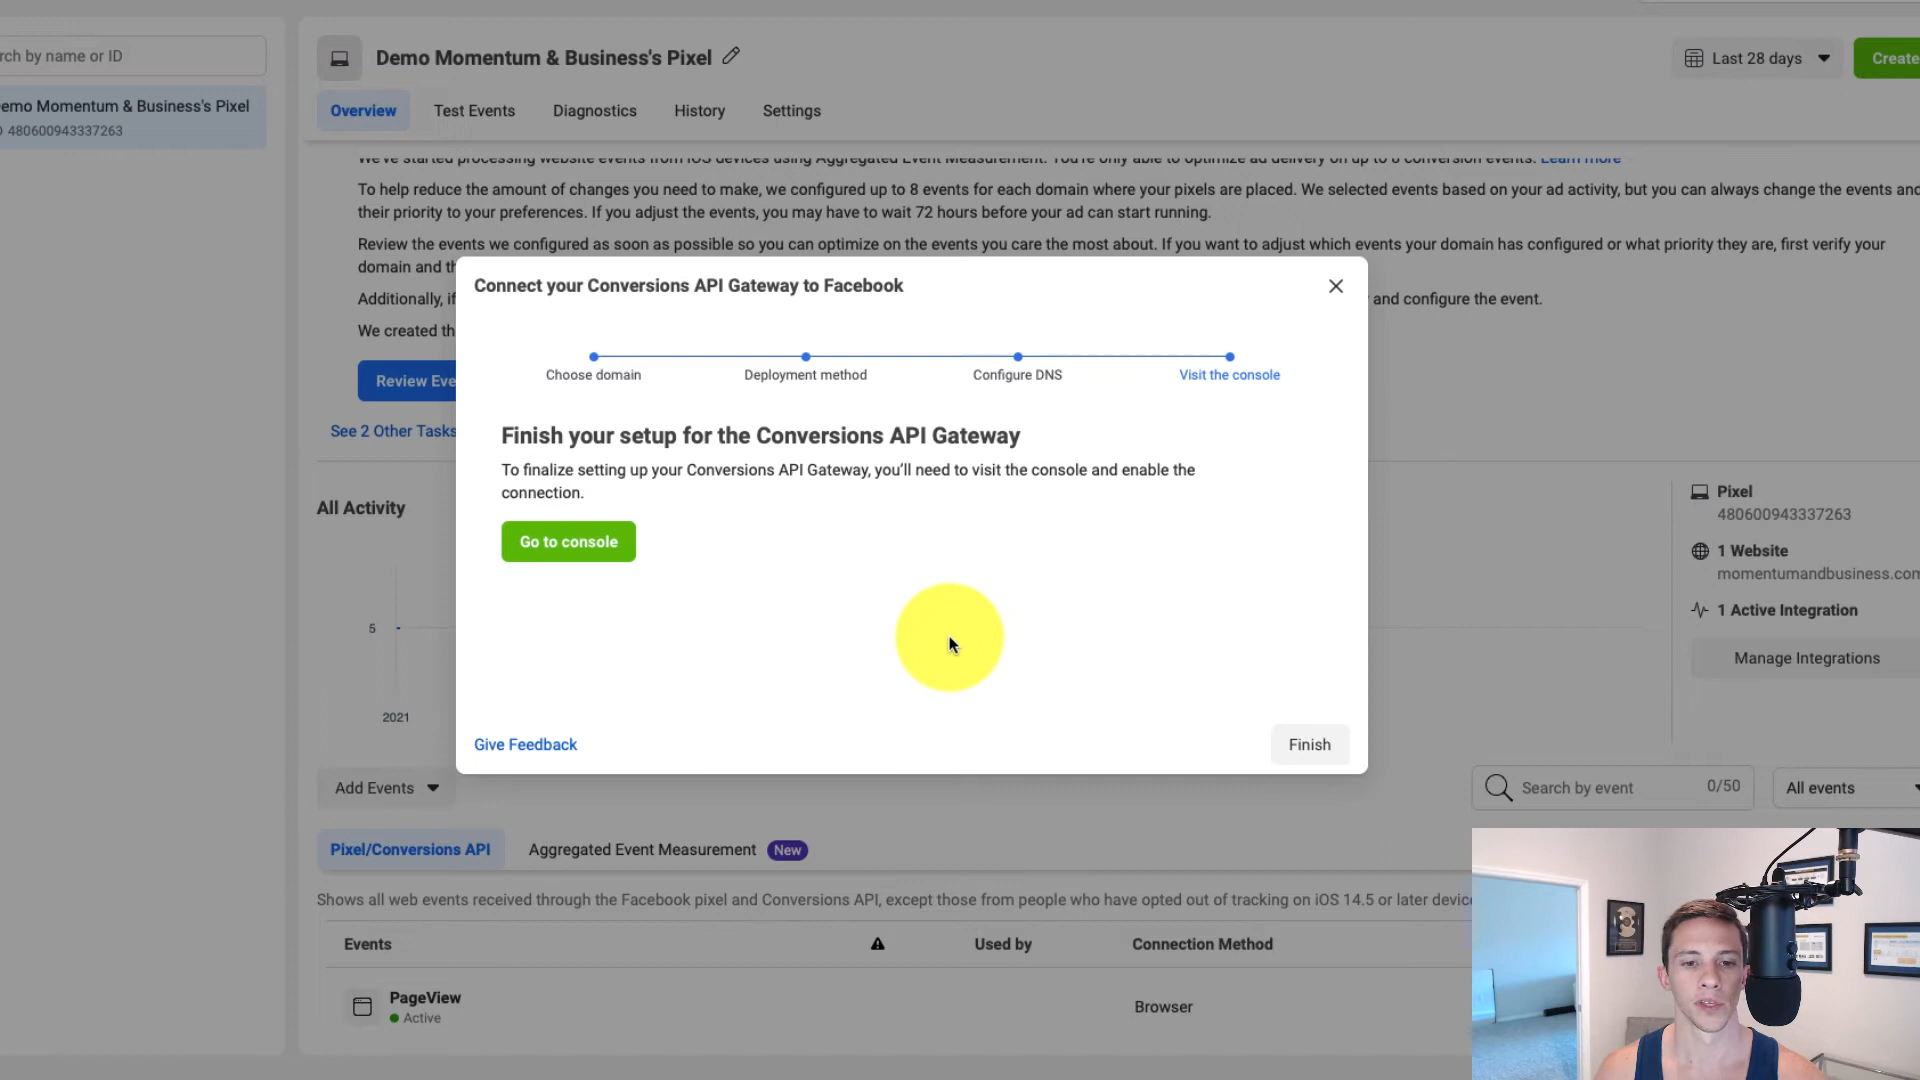 rch by name or ID
emo Momentum & Business's Pixel
480600943337263
Demo Momentum & Business's Pixel
Last 28 days
Create
Overview
Test Events
Diagnostics
History
Settings
We've started processing website events from iOS devices using Aggregated Event Measurement. You're only able to optimize ad delivery on up to 8 conversion events. Learn more
To help reduce the amount of changes you need to make, we configured up to 8 events for each domain where your pixels are placed. We selected events based on your ad activity, but you can always change the events and
their priority to your preferences. If you adjust the events, you may have to wait 72 hours before your ad can start running.
Review the events we configured as soon as possible so you can optimize on the events you care the most about. If you want to adjust which events your domain has configured or what priority they are, first verify your
domain and th
Additionally, if
and configure the event.
We created th
Review Eve
See 2 Other Tasks
Connect your Conversions API Gateway to Facebook
Choose domain
Deployment method
Configure DNS
Visit the console
Finish your setup for the Conversions API Gateway
To finalize setting up your Conversions API Gateway, you'll need to visit the console and enable the
connection.
Go to console
Give Feedback
Finish
All Activity
5
2021
Pixel
480600943337263
1 Website
momentumandbusiness.com
1 Active Integration
Manage Integrations
Add Events
Search by event
0/50
All events
Pixel/Conversions API
Aggregated Event Measurement
New
Shows all web events received through the Facebook pixel and Conversions API, except those from people who have opted out of tracking on iOS 14.5 or later device
Events
Used by
Connection Method
PageView
Active
Browser